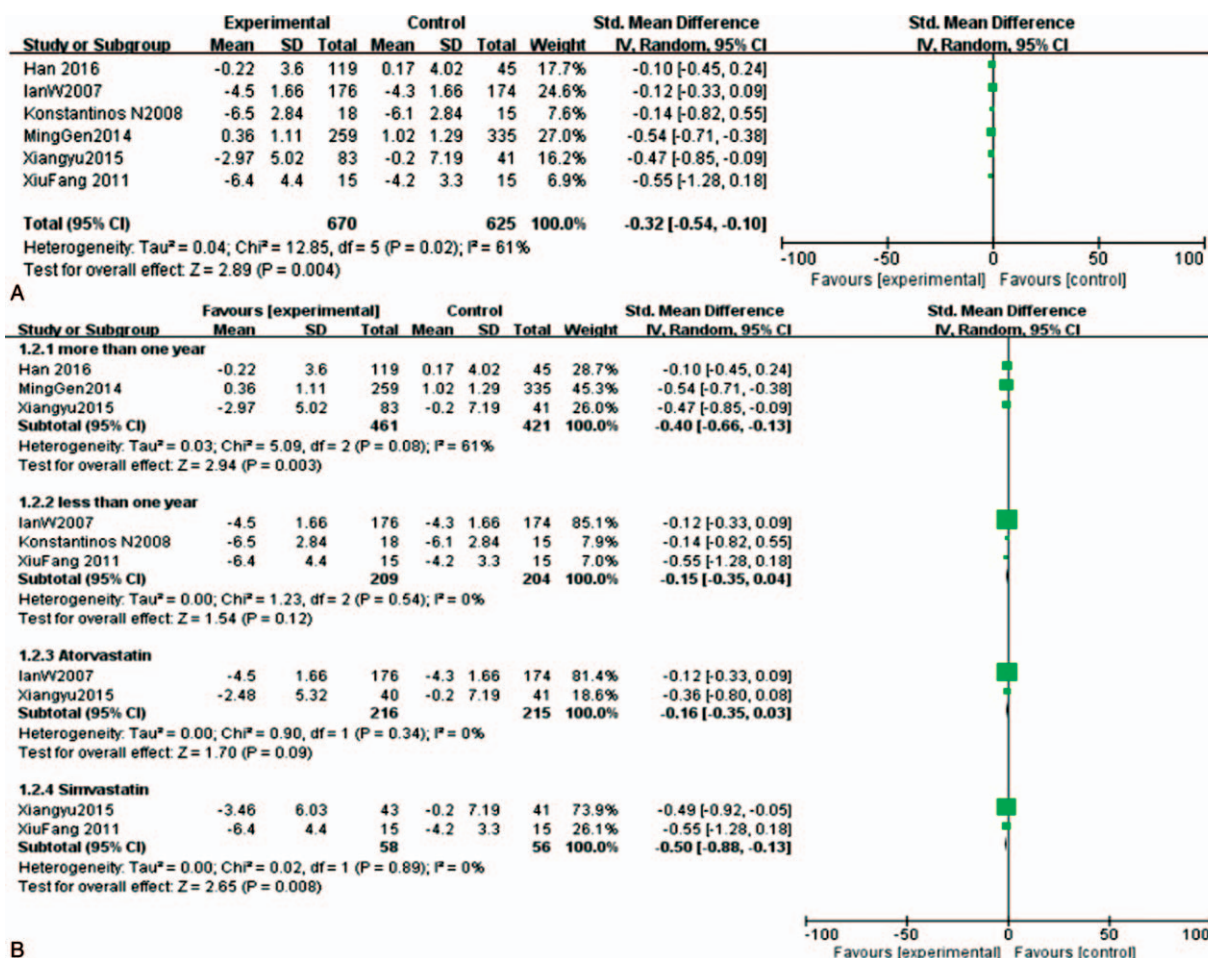 Experimental Control Std. Mean Difference Std. Mean Difference
Study or Subgroup Mean SD Total Mean SD Total Weight IV, Random, 95% CI IV, Random, 95% CI
Han 2016 -0.22 3.6 119 0.17 4.02 45 17.7% -0.10 [-0.45, 0.24]
IanW2007 -4.5 1.66 176 -4.3 1.66 174 24.6% -0.12 [-0.33, 0.09]
Konstantinos N2008 -6.5 2.84 18 -6.1 2.84 15 7.6% -0.14 [-0.82, 0.55]
MingGen2014 0.36 1.11 259 1.02 1.29 335 27.0% -0.54 [-0.71, -0.38]
Xiangyu2015 -2.97 5.02 83 -0.2 7.19 41 16.2% -0.47 [-0.85, -0.09]
XiuFang 2011 -6.4 4.4 15 -4.2 3.3 15 6.9% -0.55 [-1.28, 0.18]
Total (95% CI) 670 625 100.0% -0.32 [-0.54, -0.10]
Heterogeneity: Tau² = 0.04; Chi² = 12.85, df = 5 (P = 0.02); I² = 61%
Test for overall effect: Z = 2.89 (P = 0.004)
-100 -50 0 50 100
Favours [experimental] Favours [control]
A
Favours [experimental] Control Std. Mean Difference Std. Mean Difference
Study or Subgroup Mean SD Total Mean SD Total Weight IV, Random, 95% CI IV, Random, 95% CI
1.2.1 more than one year
Han 2016 -0.22 3.6 119 0.17 4.02 45 28.7% -0.10 [-0.45, 0.24]
MingGen2014 0.36 1.11 259 1.02 1.29 335 45.3% -0.54 [-0.71, -0.38]
Xiangyu2015 -2.97 5.02 83 -0.2 7.19 41 26.0% -0.47 [-0.85, -0.09]
Subtotal (95% CI) 461 421 100.0% -0.40 [-0.66, -0.13]
Heterogeneity: Tau² = 0.03; Chi² = 5.09, df = 2 (P = 0.08); I² = 61%
Test for overall effect: Z = 2.94 (P = 0.003)
1.2.2 less than one year
IanW2007 -4.5 1.66 176 -4.3 1.66 174 85.1% -0.12 [-0.33, 0.09]
Konstantinos N2008 -6.5 2.84 18 -6.1 2.84 15 7.9% -0.14 [-0.82, 0.55]
XiuFang 2011 -6.4 4.4 15 -4.2 3.3 15 7.0% -0.55 [-1.28, 0.18]
Subtotal (95% CI) 209 204 100.0% -0.15 [-0.35, 0.04]
Heterogeneity: Tau² = 0.00; Chi² = 1.23, df = 2 (P = 0.54); I² = 0%
Test for overall effect: Z = 1.54 (P = 0.12)
1.2.3 Atorvastatin
IanW2007 -4.5 1.66 176 -4.3 1.66 174 81.4% -0.12 [-0.33, 0.09]
Xiangyu2015 -2.48 5.32 40 -0.2 7.19 41 18.6% -0.36 [-0.80, 0.08]
Subtotal (95% CI) 216 215 100.0% -0.16 [-0.35, 0.03]
Heterogeneity: Tau² = 0.00; Chi² = 0.90, df = 1 (P = 0.34); I² = 0%
Test for overall effect: Z = 1.70 (P = 0.09)
1.2.4 Simvastatin
Xiangyu2015 -3.46 6.03 43 -0.2 7.19 41 73.9% -0.49 [-0.92, -0.05]
XiuFang 2011 -6.4 4.4 15 -4.2 3.3 15 26.1% -0.55 [-1.28, 0.18]
Subtotal (95% CI) 58 56 100.0% -0.50 [-0.88, -0.13]
Heterogeneity: Tau² = 0.00; Chi² = 0.02, df = 1 (P = 0.89); I² = 0%
Test for overall effect: Z = 2.65 (P = 0.008)
-100 -50 0 50 100
Favours [experimental] Favours [control]
B